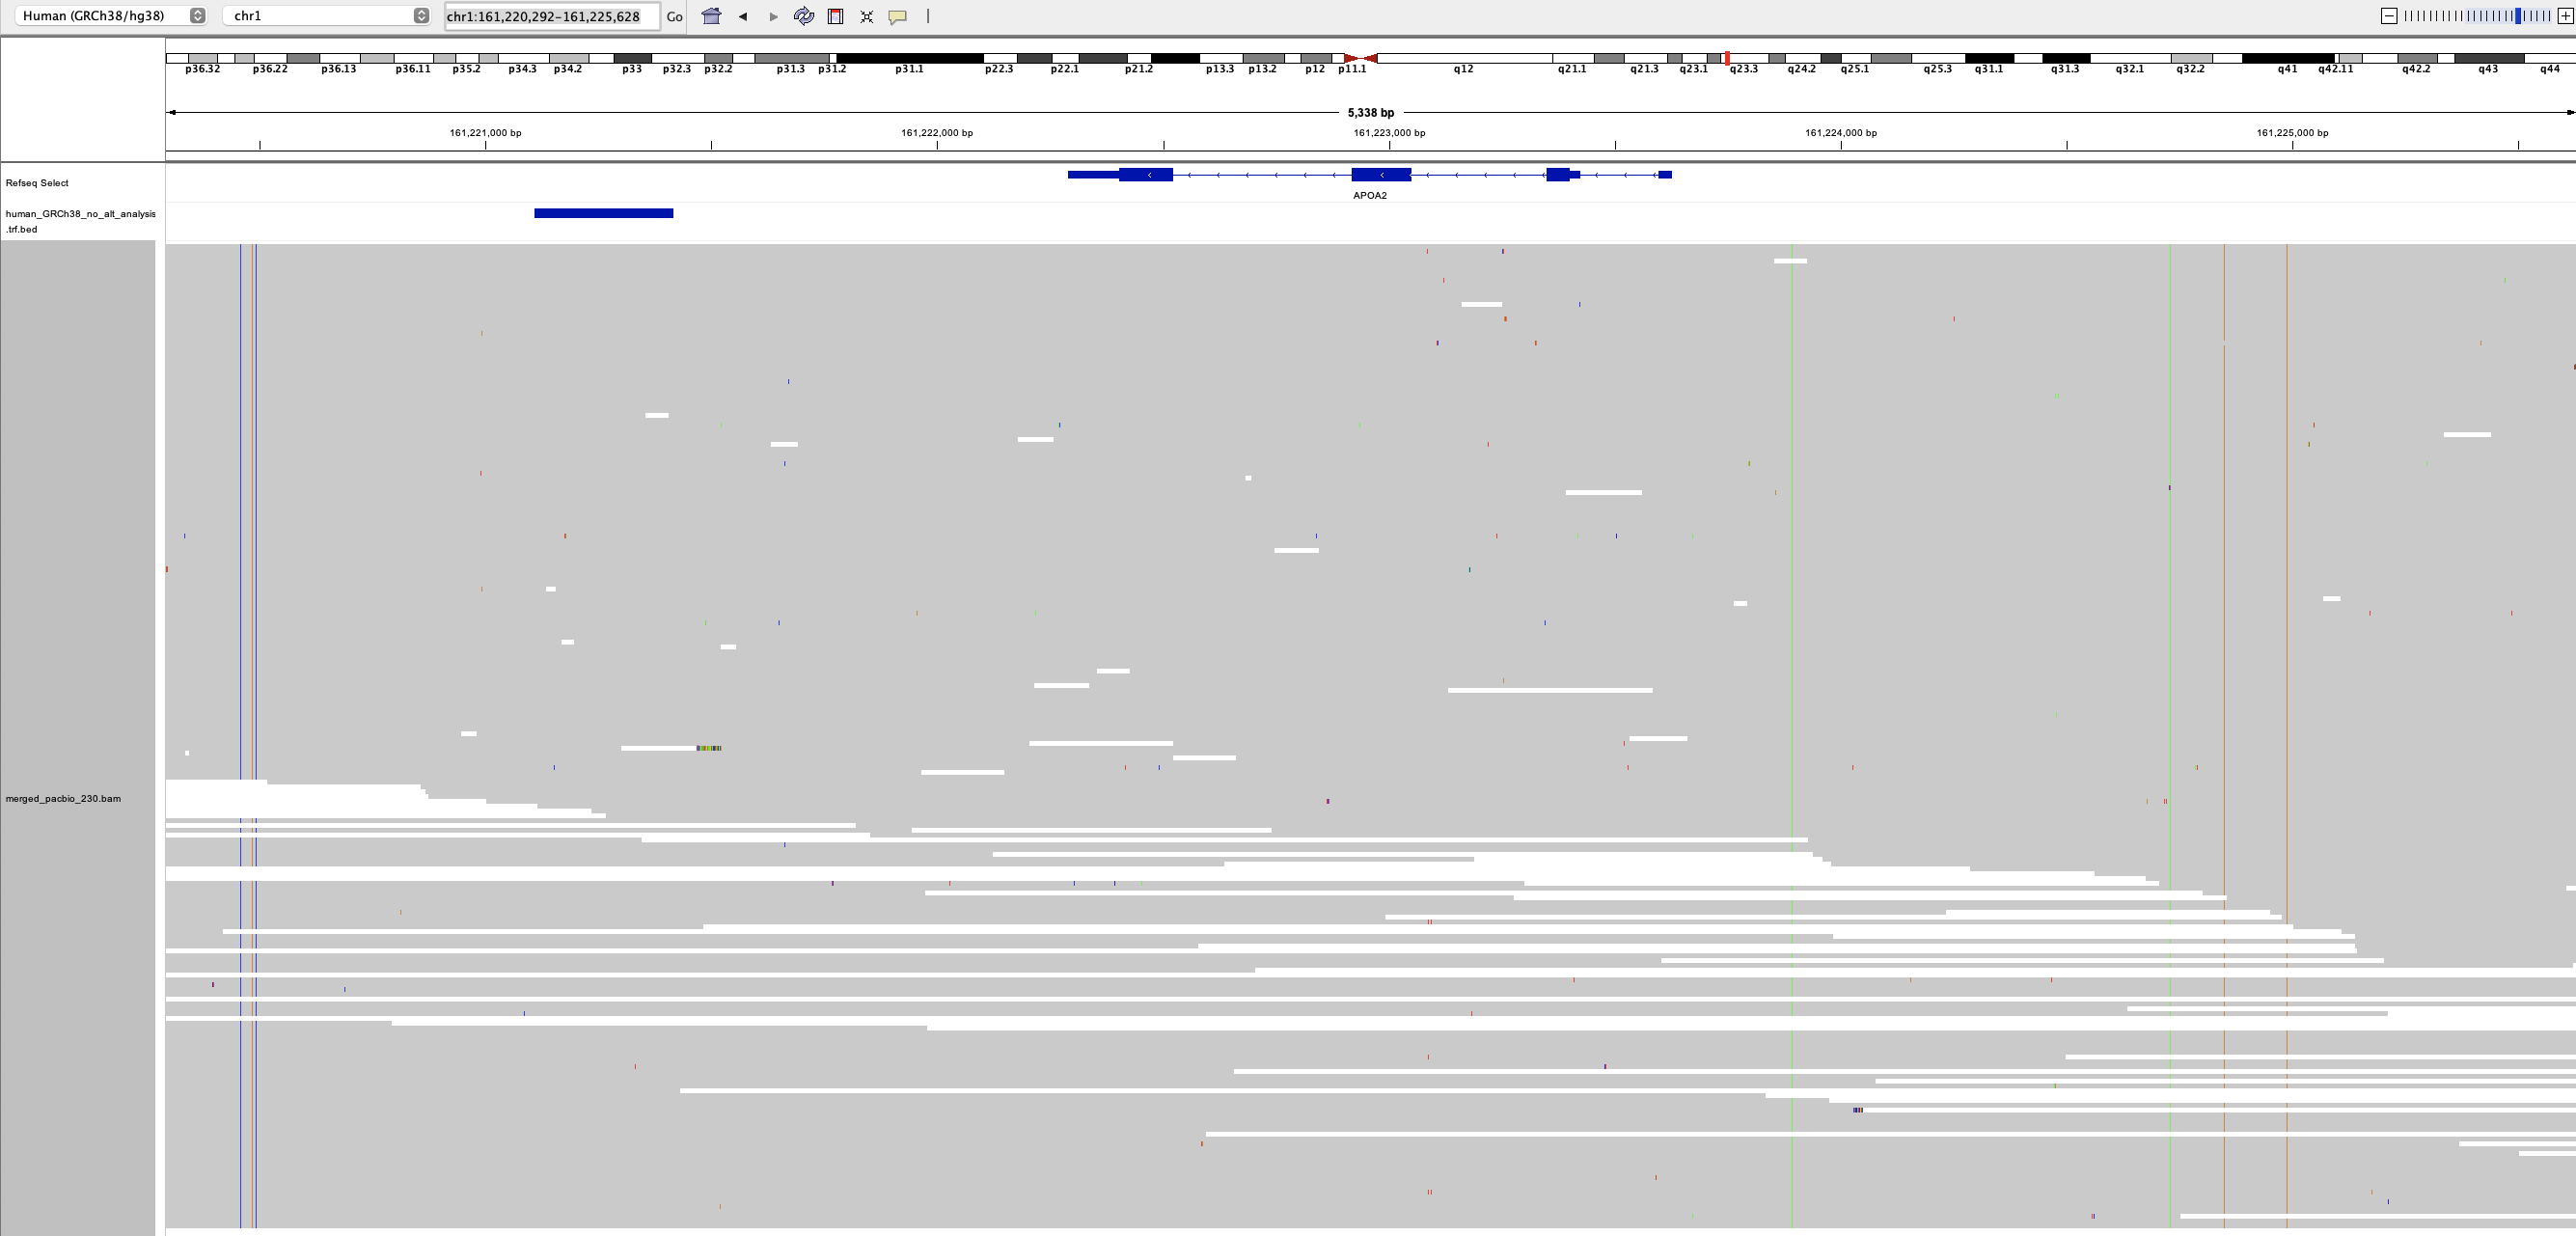 Human (GRCh38/hg38) chr1 chr1:161,220,292-161,225,628 Go
p36.32 p36.22 p36.13 p36.11 p35.2 p34.3 p34.2 p33 p32.3 p32.2 p31.3 p31.2 p31.1 p22.3 p22.1 p21.2 p13.3 p13.2 p12 p11.1 q12 q21.1 q21.3 q23.1 q23.3 q24.2 q25.1 q25.3 q31.1 q31.3 q32.1 q32.2 q41 q42.11 q42.2 q43 q44
5,338 bp
161,221,000 bp 161,222,000 bp 161,223,000 bp 161,224,000 bp 161,225,000 bp
Refseq Select
APOA2
human_GRCh38_no_alt_analysis
.trf.bed
merged_pacbio_230.bam